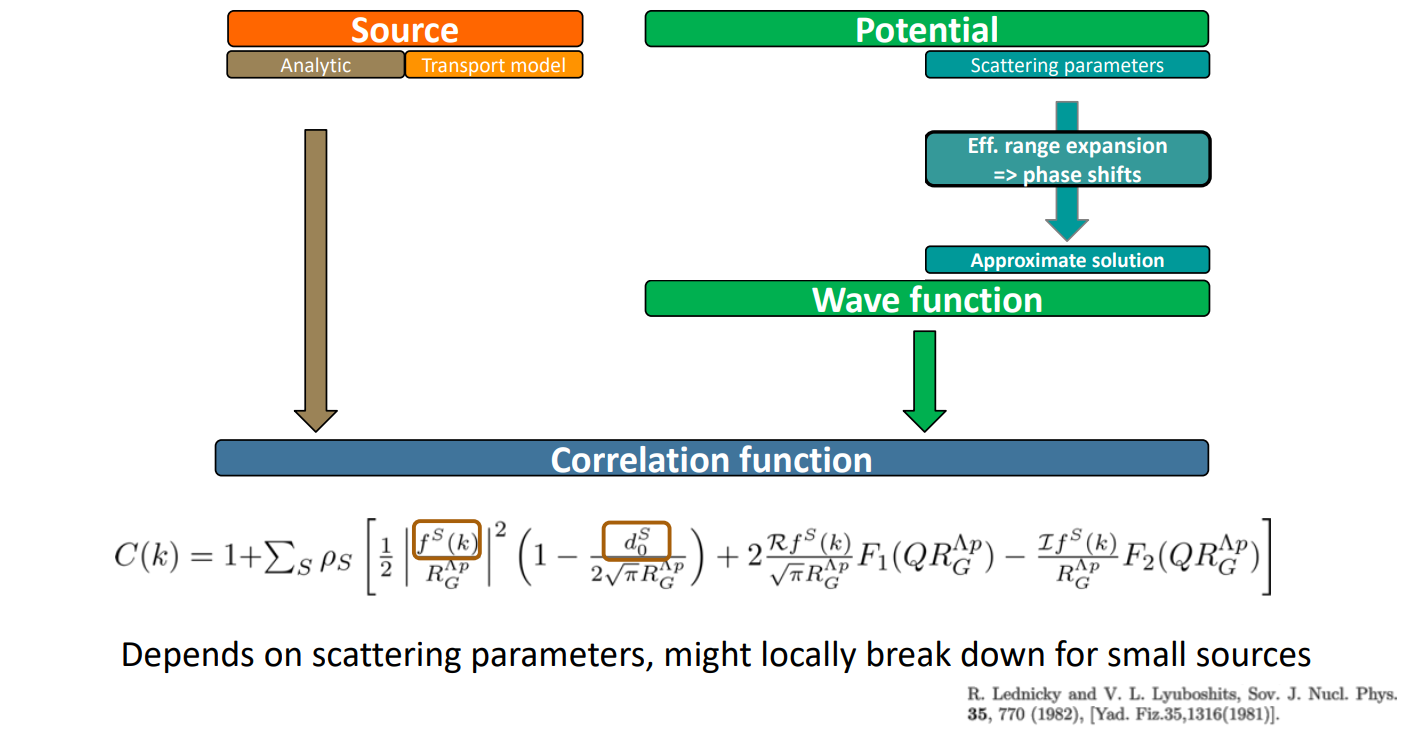 Source
Potential
Analytic
Transport model
Scattering parameters
Eff. range expansion
=> phase shifts
Approximate solution
Wave function
Correlation function
C(k) = 1+∑_S ρ_S [ 1/2 | f^S(k) / R_G^{Λp} |^2 ( 1 − d_0^S / 2√π R_G^{Λp} ) + 2 ℛf^S(k) / √π R_G^{Λp} F_1(QR_G^{Λp}) − ℐf^S(k) / R_G^{Λp} F_2(QR_G^{Λp}) ]
Depends on scattering parameters, might locally break down for small sources
R. Lednicky and V. L. Lyuboshits, Sov. J. Nucl. Phys.
35, 770 (1982), [Yad. Fiz.35,1316(1981)].